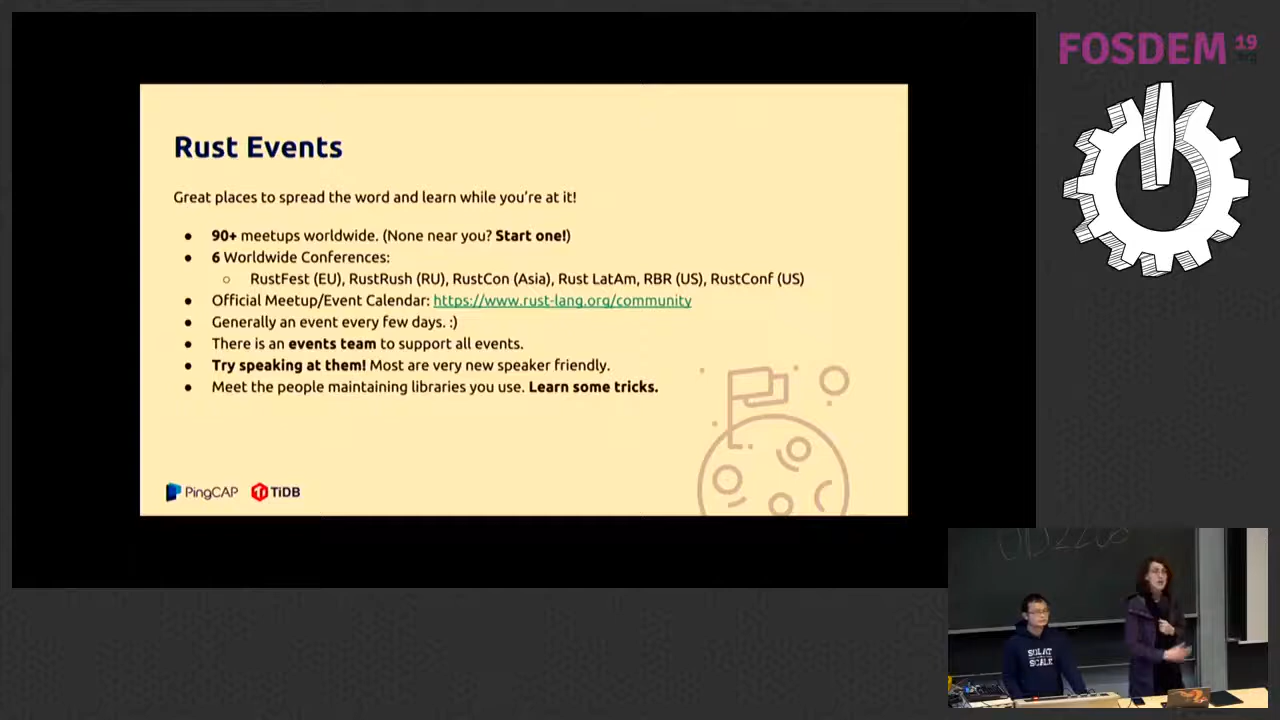 FOSDEM 19
.org
Rust Events
Great places to spread the word and learn while you're at it!
● 90+ meetups worldwide. (None near you? Start one!)
● 6 Worldwide Conferences:
○ RustFest (EU), RustRush (RU), RustCon (Asia), Rust LatAm, RBR (US), RustConf (US)
● Official Meetup/Event Calendar: https://www.rust-lang.org/community
● Generally an event every few days. :)
● There is an events team to support all events.
● Try speaking at them! Most are very new speaker friendly.
● Meet the people maintaining libraries you use. Learn some tricks.
PingCAP TiDB
SQL AT
SCALE